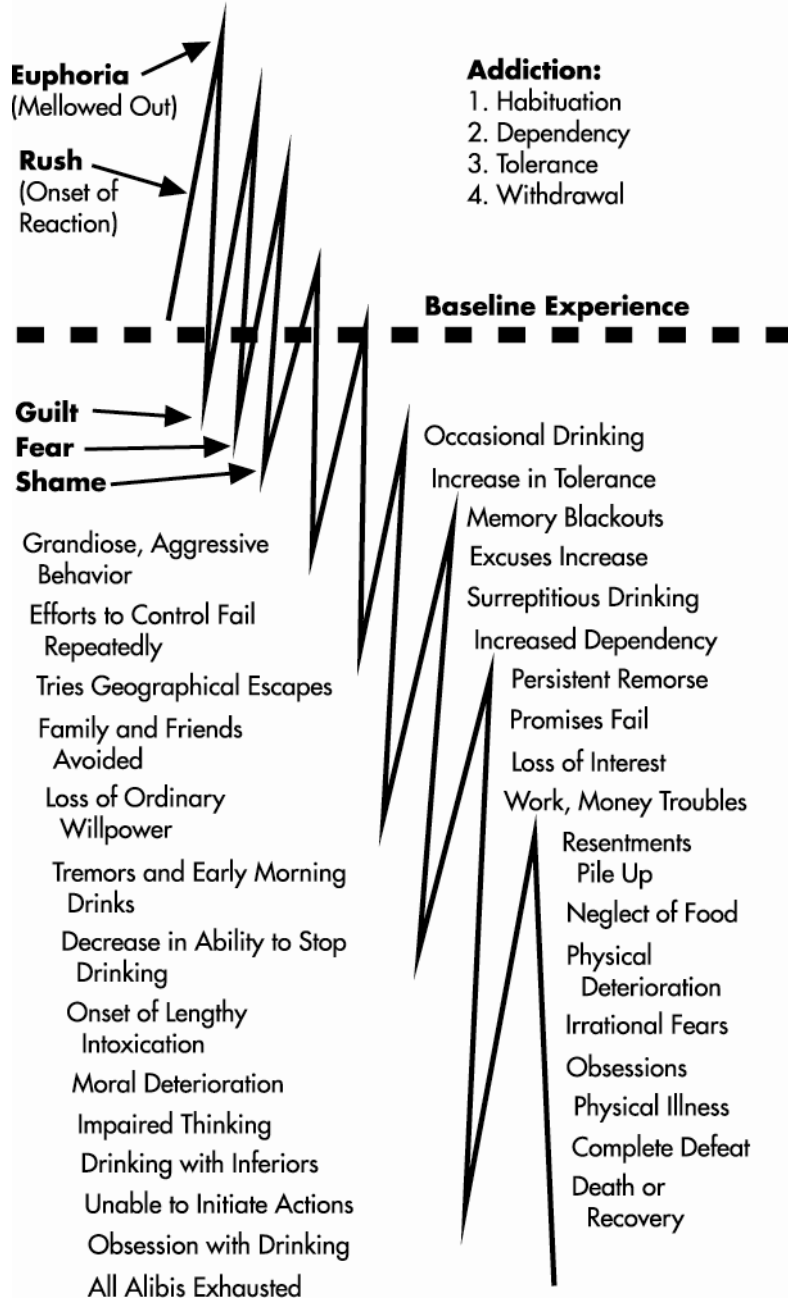 Euphoria
(Mellowed Out)
Rush
(Onset of
Reaction)
Addiction:
1. Habituation
2. Dependency
3. Tolerance
4. Withdrawal
Baseline Experience
Guilt
Fear
Shame
Grandiose, Aggressive
Behavior
Efforts to Control Fail
Repeatedly
Tries Geographical Escapes
Family and Friends
Avoided
Loss of Ordinary
Willpower
Tremors and Early Morning
Drinks
Decrease in Ability to Stop
Drinking
Onset of Lengthy
Intoxication
Moral Deterioration
Impaired Thinking
Drinking with Inferiors
Unable to Initiate Actions
Obsession with Drinking
All Alibis Exhausted
Occasional Drinking
Increase in Tolerance
Memory Blackouts
Excuses Increase
Surreptitious Drinking
Increased Dependency
Persistent Remorse
Promises Fail
Loss of Interest
Work, Money Troubles
Resentments
Pile Up
Neglect of Food
Physical
Deterioration
Irrational Fears
Obsessions
Physical Illness
Complete Defeat
Death or
Recovery